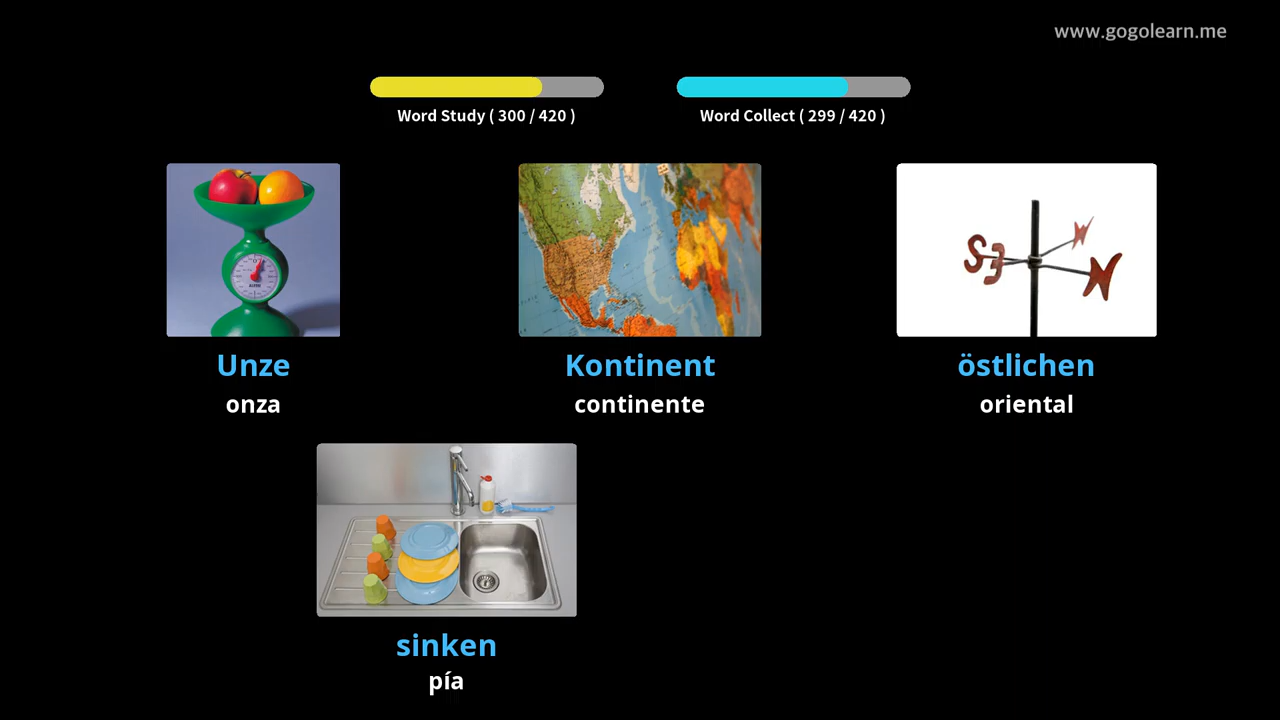 www.gogolearn.me
Word Study ( 300 / 420 )
Word Collect ( 299 / 420 )
S
E
N
Unze
onza
Kontinent
continente
östlichen
oriental
sinken
pía